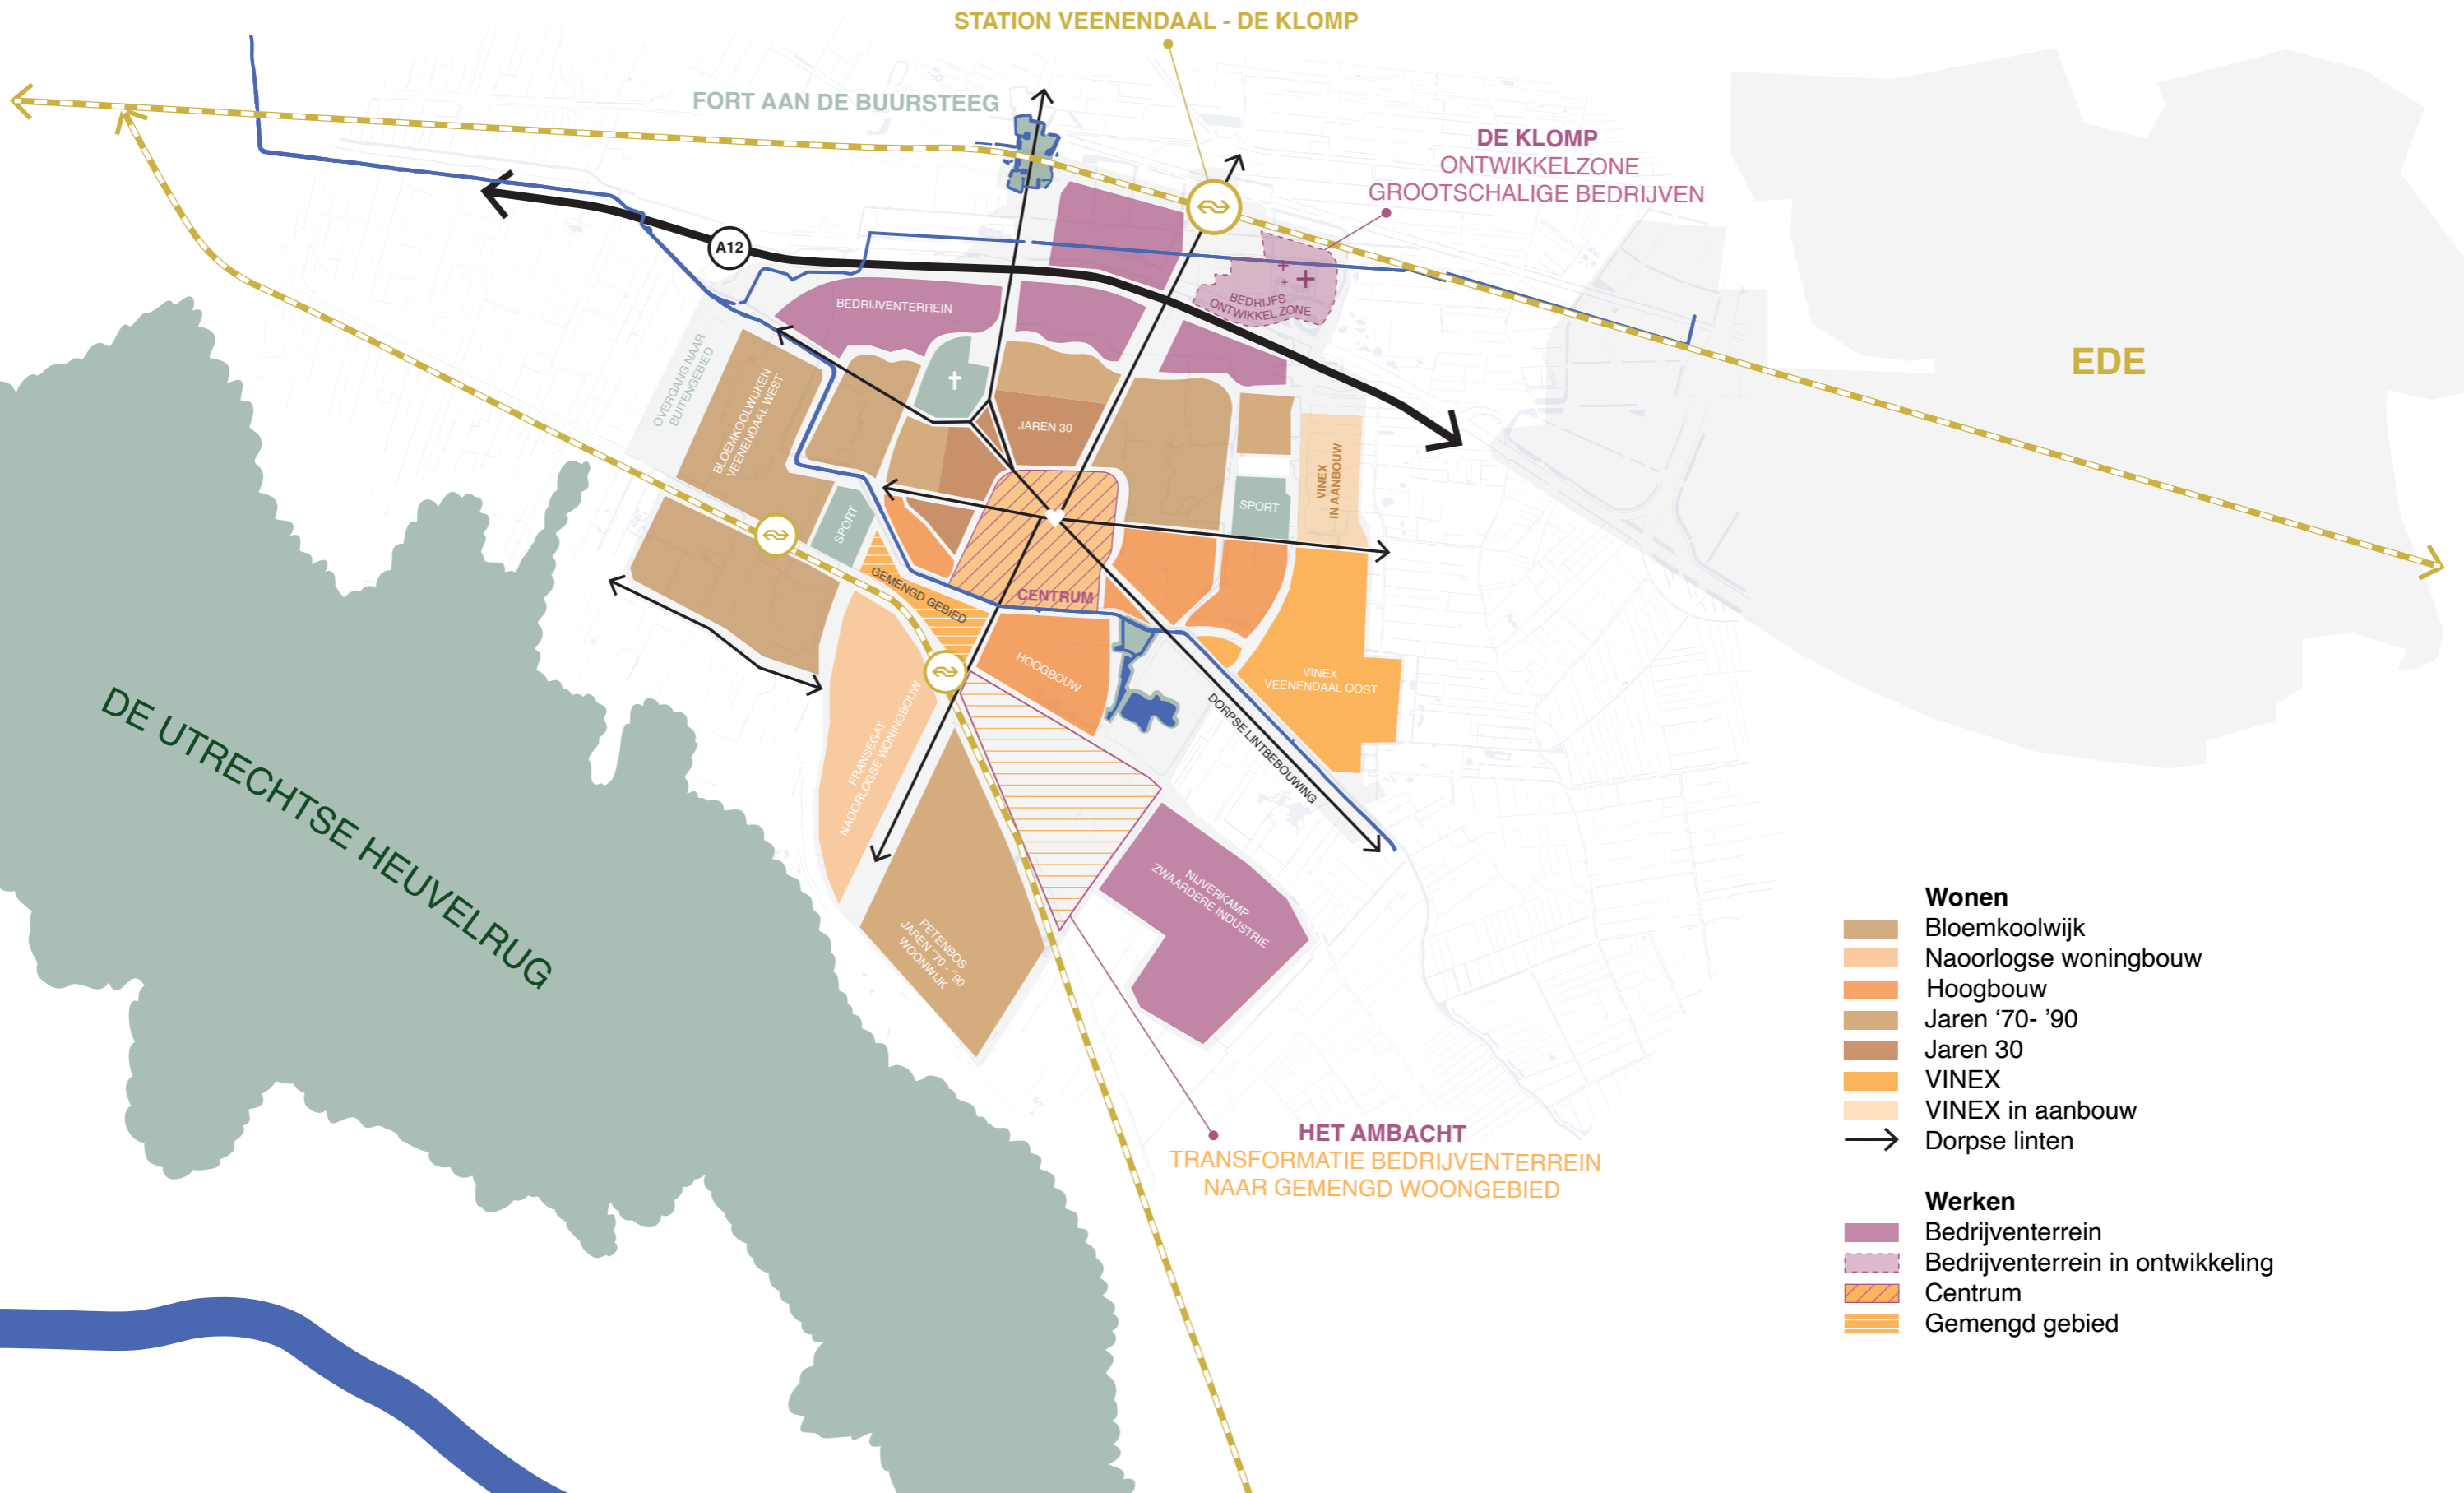 STATION VEENENDAAL - DE KLOMP
FORT AAN DE BUURSTEEG
DE KLOMP
ONTWIKKELZONE
GROOTSCHALIGE BEDRIJVEN
A12
BEDRIJVENTERREIN
BEDRIJFS
ONTWIKKEL ZONE
OVERGANG NAAR
BUITENGEBIED
BLOEMKOOLWIJKEN
VEENENDAAL WEST
JAREN 30
EDE
VINEX
IN AANBOUW
SPORT
SPORT
GEMENGD GEBIED
CENTRUM
HOOGBOUW
VINEX
VEENENDAAL OOST
DORPSE LINTBEBOUWING
FRANSEGAT
NAOORLOGSE WONINGBOUW
DE UTRECHTSE HEUVELRUG
NIJVERKAMP
ZWAARDERE INDUSTRIE
PETENBOS
JAREN '70 - '90
WOONWIJK
HET AMBACHT
TRANSFORMATIE BEDRIJVENTERREIN
NAAR GEMENGD WOONGEBIED
Wonen
Bloemkoolwijk
Naoorlogse woningbouw
Hoogbouw
Jaren ‘70- ’90
Jaren 30
VINEX
VINEX in aanbouw
Dorpse linten
Werken
Bedrijventerrein
Bedrijventerrein in ontwikkeling
Centrum
Gemengd gebied